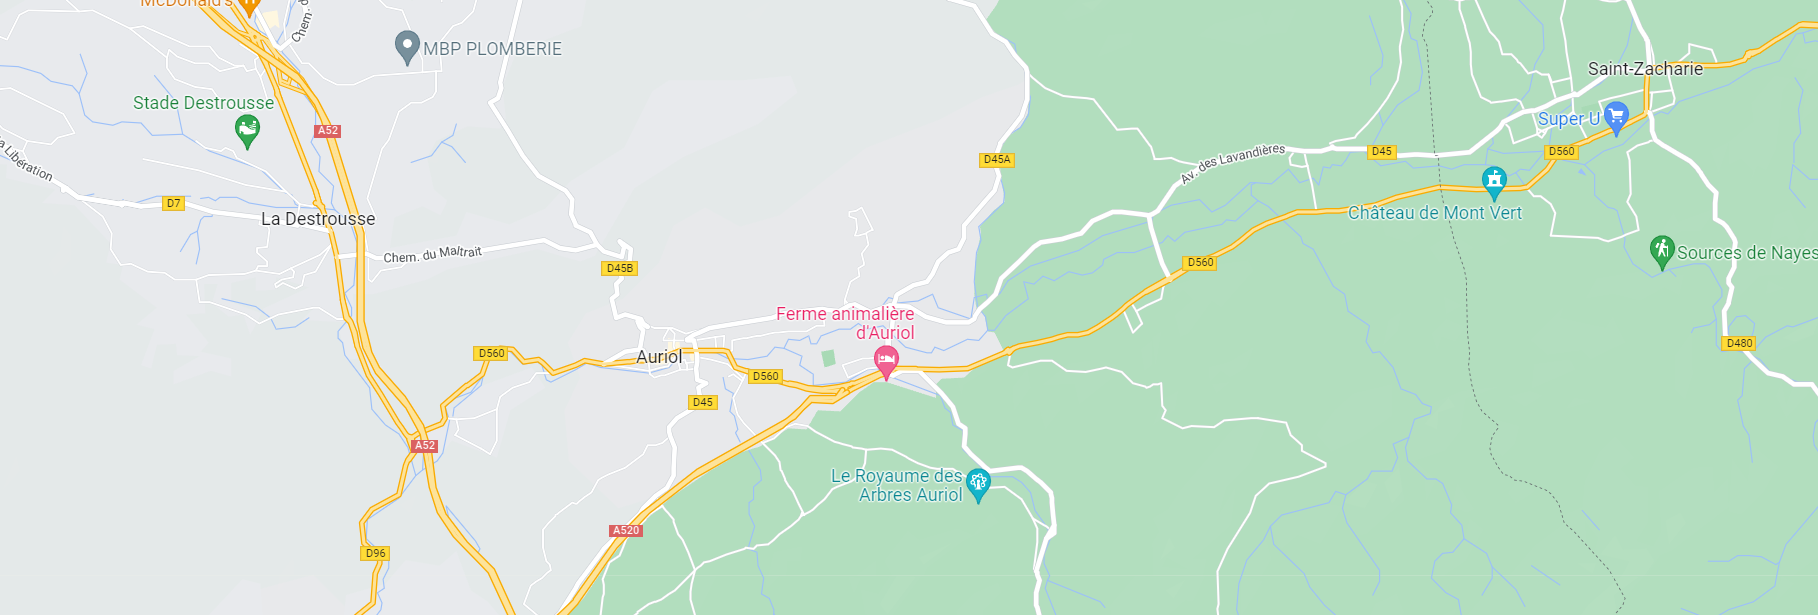 McDonald's
Chem. d
MBP PLOMBERIE
Saint-Zacharie
Stade Destrousse
Super U
A52
la Libération
D45A
Av. des Lavandières
D45
D560
D7
La Destrousse
Château de Mont Vert
Chem. du Maltrait
D45B
D560
Sources de Nayes
Ferme animalière
d'Auriol
D480
D560
Auriol
D560
D45
A52
Le Royaume des
Arbres Auriol
A520
D96